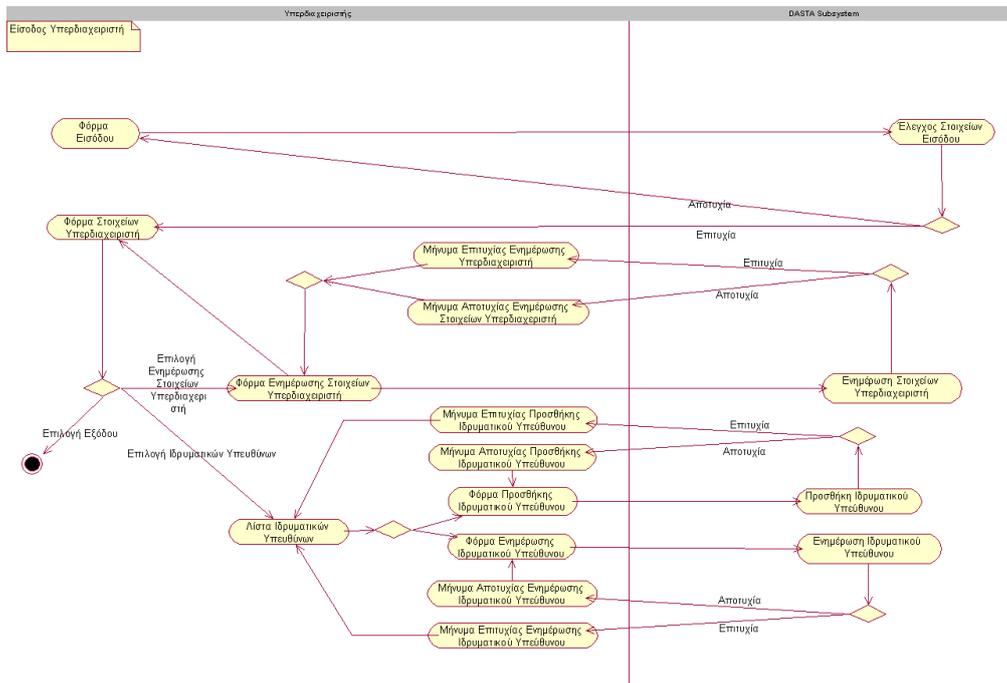 Υπερδιαχειριστής
DASTA Subsystem
Είσοδος Υπερδιαχειριστή
Φόρμα
Εισόδου
Έλεγχος Στοιχείων
Εισόδου
Αποτυχία
Φόρμα Στοιχείων
Υπερδιαχειριστή
Επιτυχία
Μήνυμα Επιτυχίας Ενημέρωσης
Υπερδιαχειριστή
Επιτυχία
Αποτυχία
Μήνυμα Αποτυχίας Ενημέρωσης
Στοιχείων Υπερδιαχεριστή
Επιλογή
Ενημέρωσης
Στοιχείων
Υπερδιαχερι
στή
Φόρμα Ενημέρωσης Στοιχείων
Υπερδιαχειριστή
Ενημέρωση Στοιχείων
Υπερδιαχειριστή
Επιλογή Εξόδου
Μήνυμα Επιτυχίας Προσθήκης
Ιδρυματικού Υπεύθυνου
Επιτυχία
Αποτυχία
Επιλογή Ιδρυματικών Υπευθύνων
Μήνυμα Αποτυχίας Προσθήκης
Ιδρυματικού Υπεύθυνου
Φόρμα Προσθήκης
Ιδρυματικού Υπεύθυνου
Προσθήκη Ιδρυματικού
Υπεύθυνου
Λίστα Ιδρυματικών
Υπευθύνων
Φόρμα Ενημέρωσης
Ιδρυματικού Υπεύθυνου
Ενημέρωση Ιδρυματικού
Υπεύθυνου
Μήνυμα Αποτυχίας Ενημέρωσης
Ιδρυματικού Υπεύθυνου
Αποτυχία
Μήνυμα Επιτυχίας Ενημέρωσης
Ιδρυματικού Υπεύθυνου
Επιτυχία